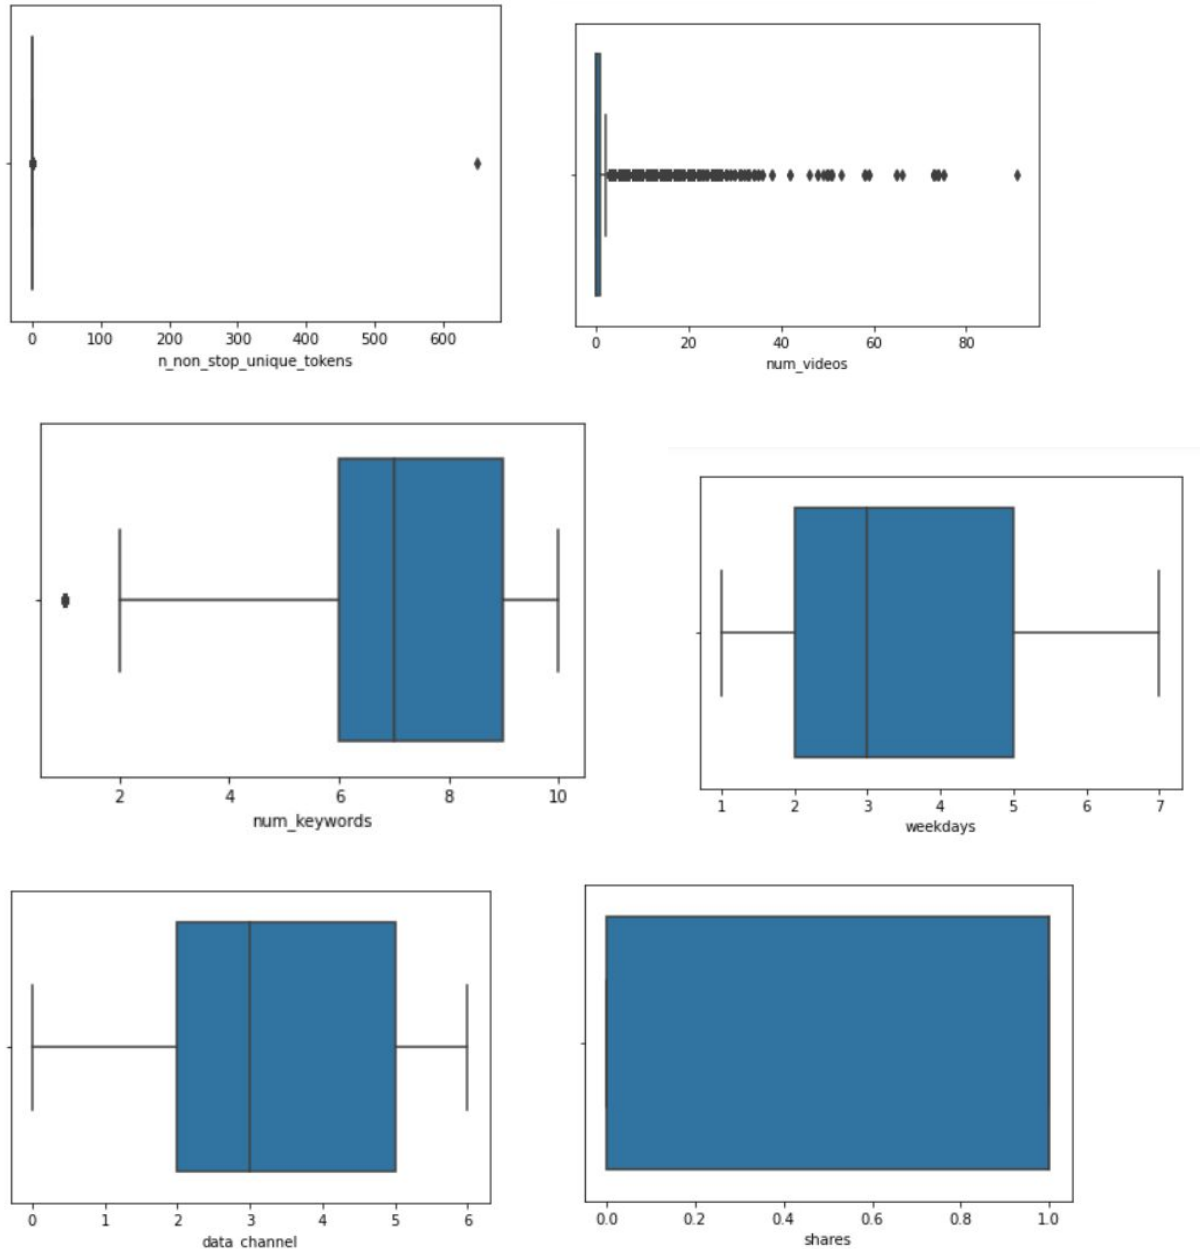 0 100 200 300 400 500 600
n_non_stop_unique_tokens
0 20 40 60 80
num_videos
2 4 6 8 10
num_keywords
1 2 3 4 5 6 7
weekdays
0 1 2 3 4 5 6
data_channel
0.0 0.2 0.4 0.6 0.8 1.0
shares